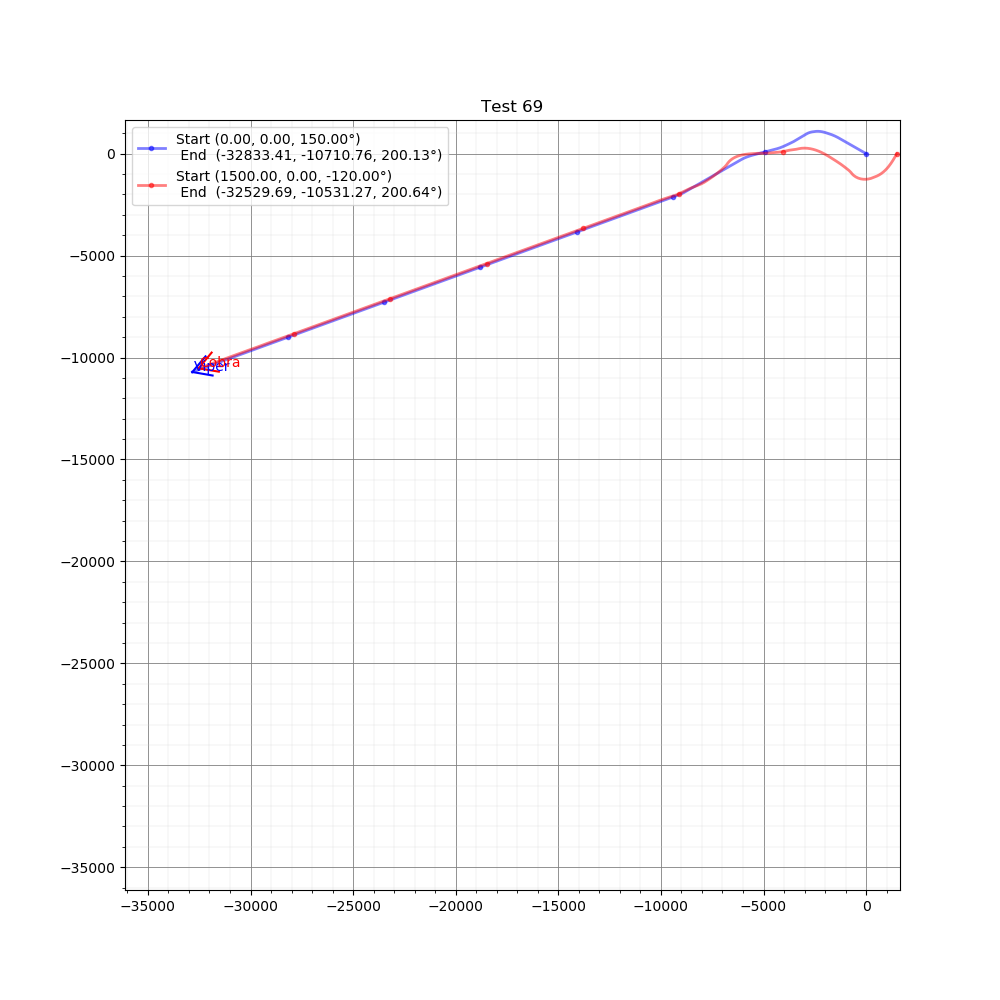 Test 69
Start (0.00, 0.00, 150.00°)
End (-32833.41, -10710.76, 200.13°)
Start (1500.00, 0.00, -120.00°)
End (-32529.69, -10531.27, 200.64°)
0
−5000
−10000
−15000
−20000
−25000
−30000
−35000
−35000 −30000 −25000 −20000 −15000 −10000 −5000 0